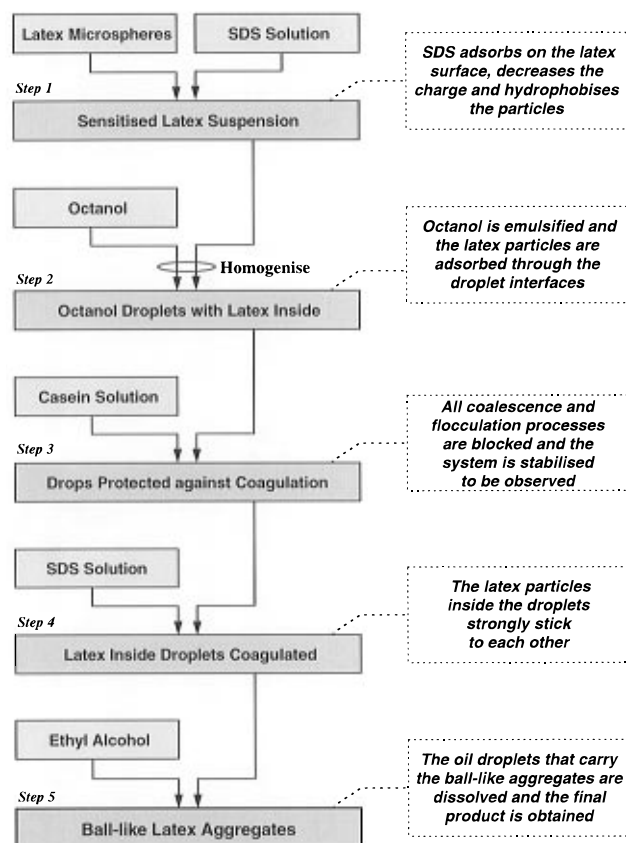 Latex Microspheres
SDS Solution
Step 1
Sensitised Latex Suspension
SDS adsorbs on the latex
surface, decreases the
charge and hydrophobises
the particles
Octanol
Homogenise
Step 2
Octanol Droplets with Latex Inside
Octanol is emulsified and
the latex particles are
adsorbed through the
droplet interfaces
Casein Solution
Step 3
Drops Protected against Coagulation
All coalescence and
flocculation processes
are blocked and the
system is stabilised
to be observed
SDS Solution
Step 4
Latex Inside Droplets Coagulated
The latex particles
inside the droplets
strongly stick
to each other
Ethyl Alcohol
Step 5
Ball-like Latex Aggregates
The oil droplets that carry
the ball-like aggregates are
dissolved and the final
product is obtained